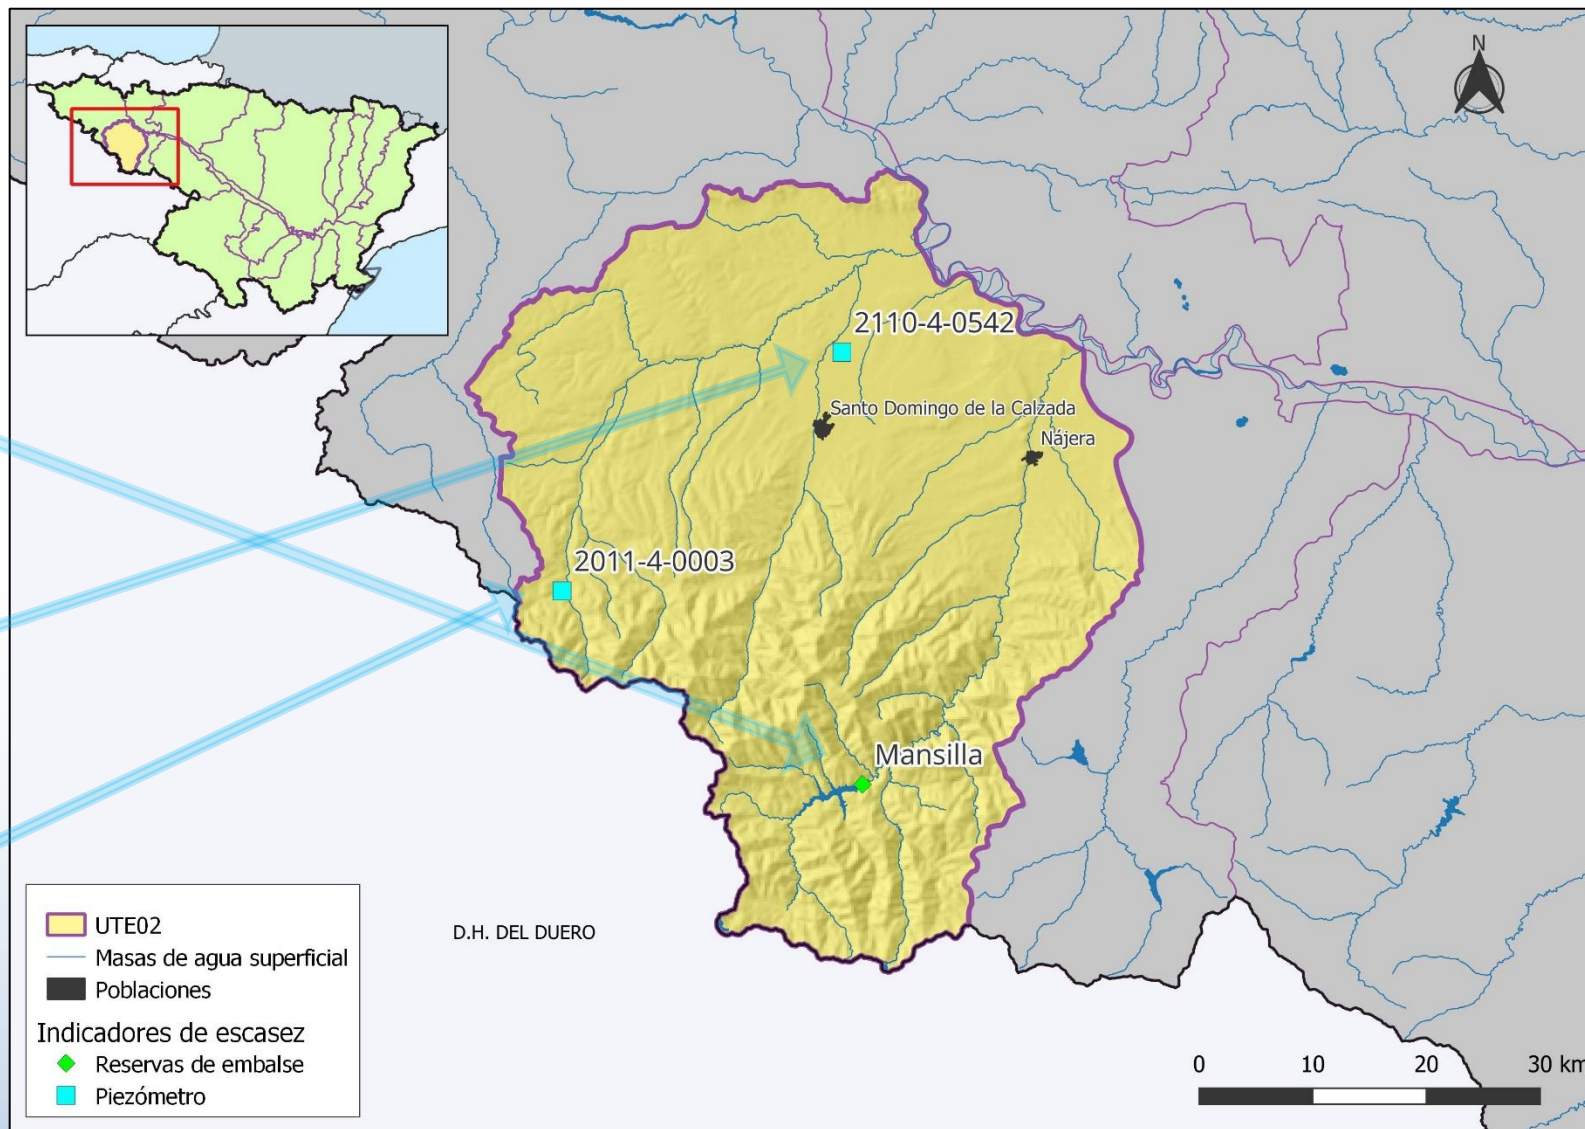 N
2110-4-0542
Santo Domingo de la Calzada
Nájera
2011-4-0003
Mansilla
D.H. DEL DUERO
UTE02
Masas de agua superficial
Poblaciones
Indicadores de escasez
Reservas de embalse
Piezómetro
0 10 20 30 km